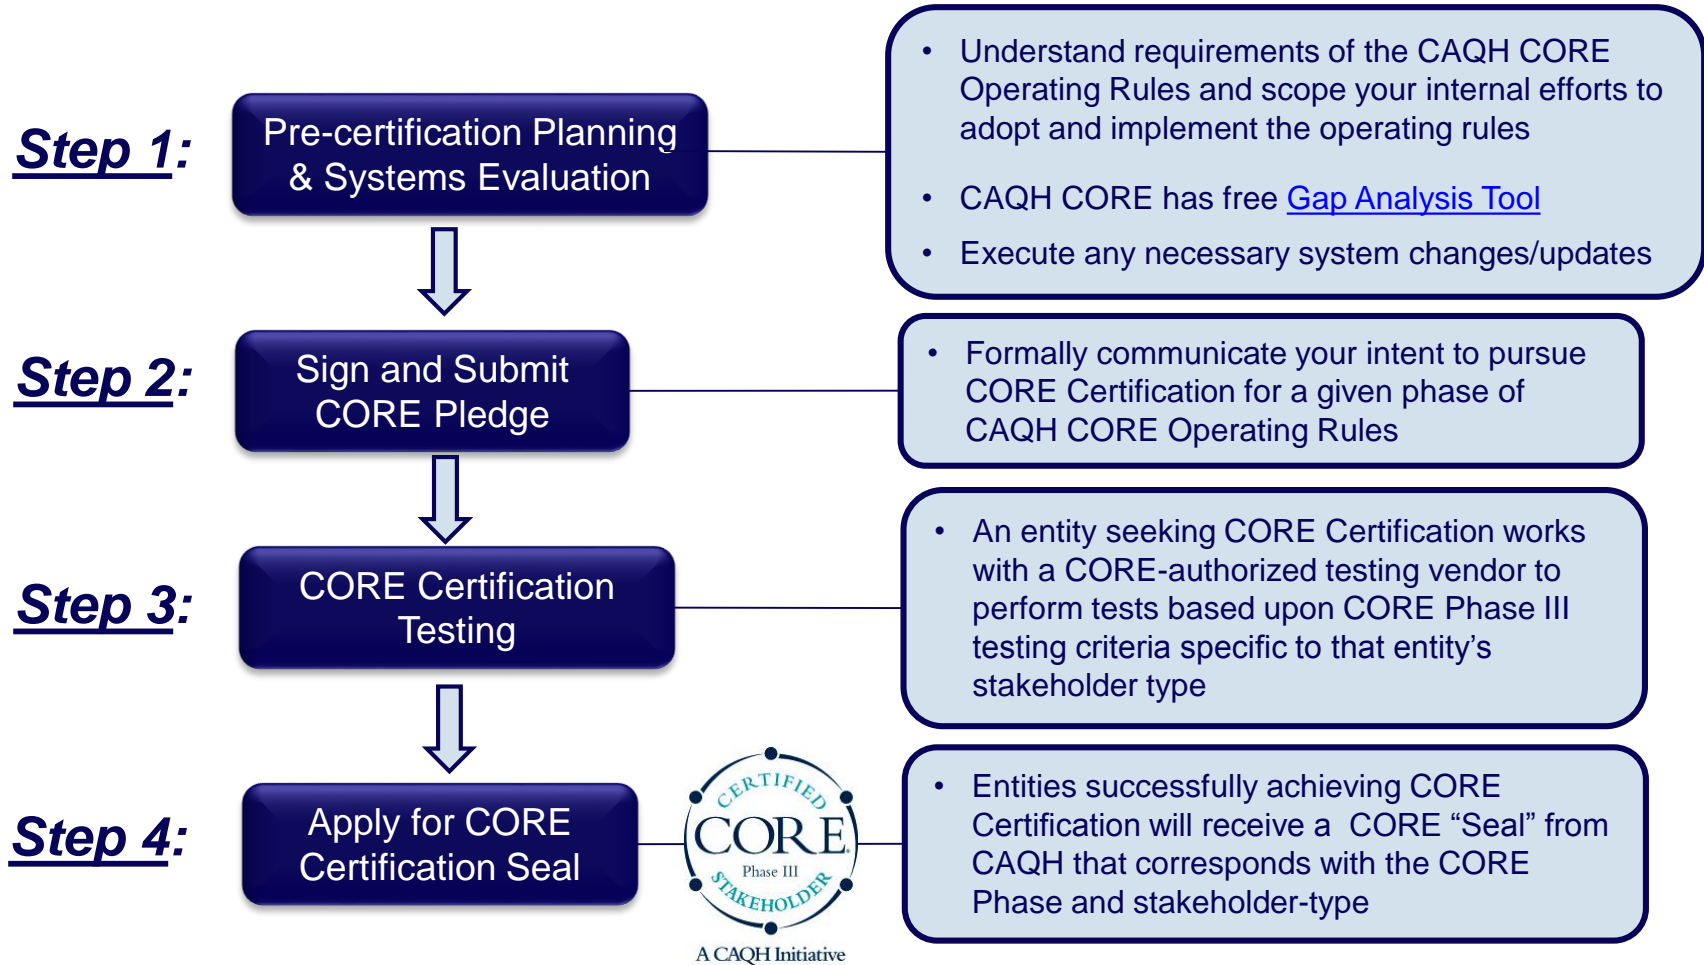 Step 1:
Pre-certification Planning
& Systems Evaluation
• Understand requirements of the CAQH CORE
Operating Rules and scope your internal efforts to
adopt and implement the operating rules
• CAQH CORE has free Gap Analysis Tool
• Execute any necessary system changes/updates
Step 2:
Sign and Submit
CORE Pledge
• Formally communicate your intent to pursue
CORE Certification for a given phase of
CAQH CORE Operating Rules
Step 3:
CORE Certification
Testing
• An entity seeking CORE Certification works
with a CORE-authorized testing vendor to
perform tests based upon CORE Phase III
testing criteria specific to that entity’s
stakeholder type
Step 4:
Apply for CORE
Certification Seal
CERTIFIED
CORE®
Phase III
STAKEHOLDER
A CAQH Initiative
• Entities successfully achieving CORE
Certification will receive a  CORE “Seal” from
CAQH that corresponds with the CORE
Phase and stakeholder-type